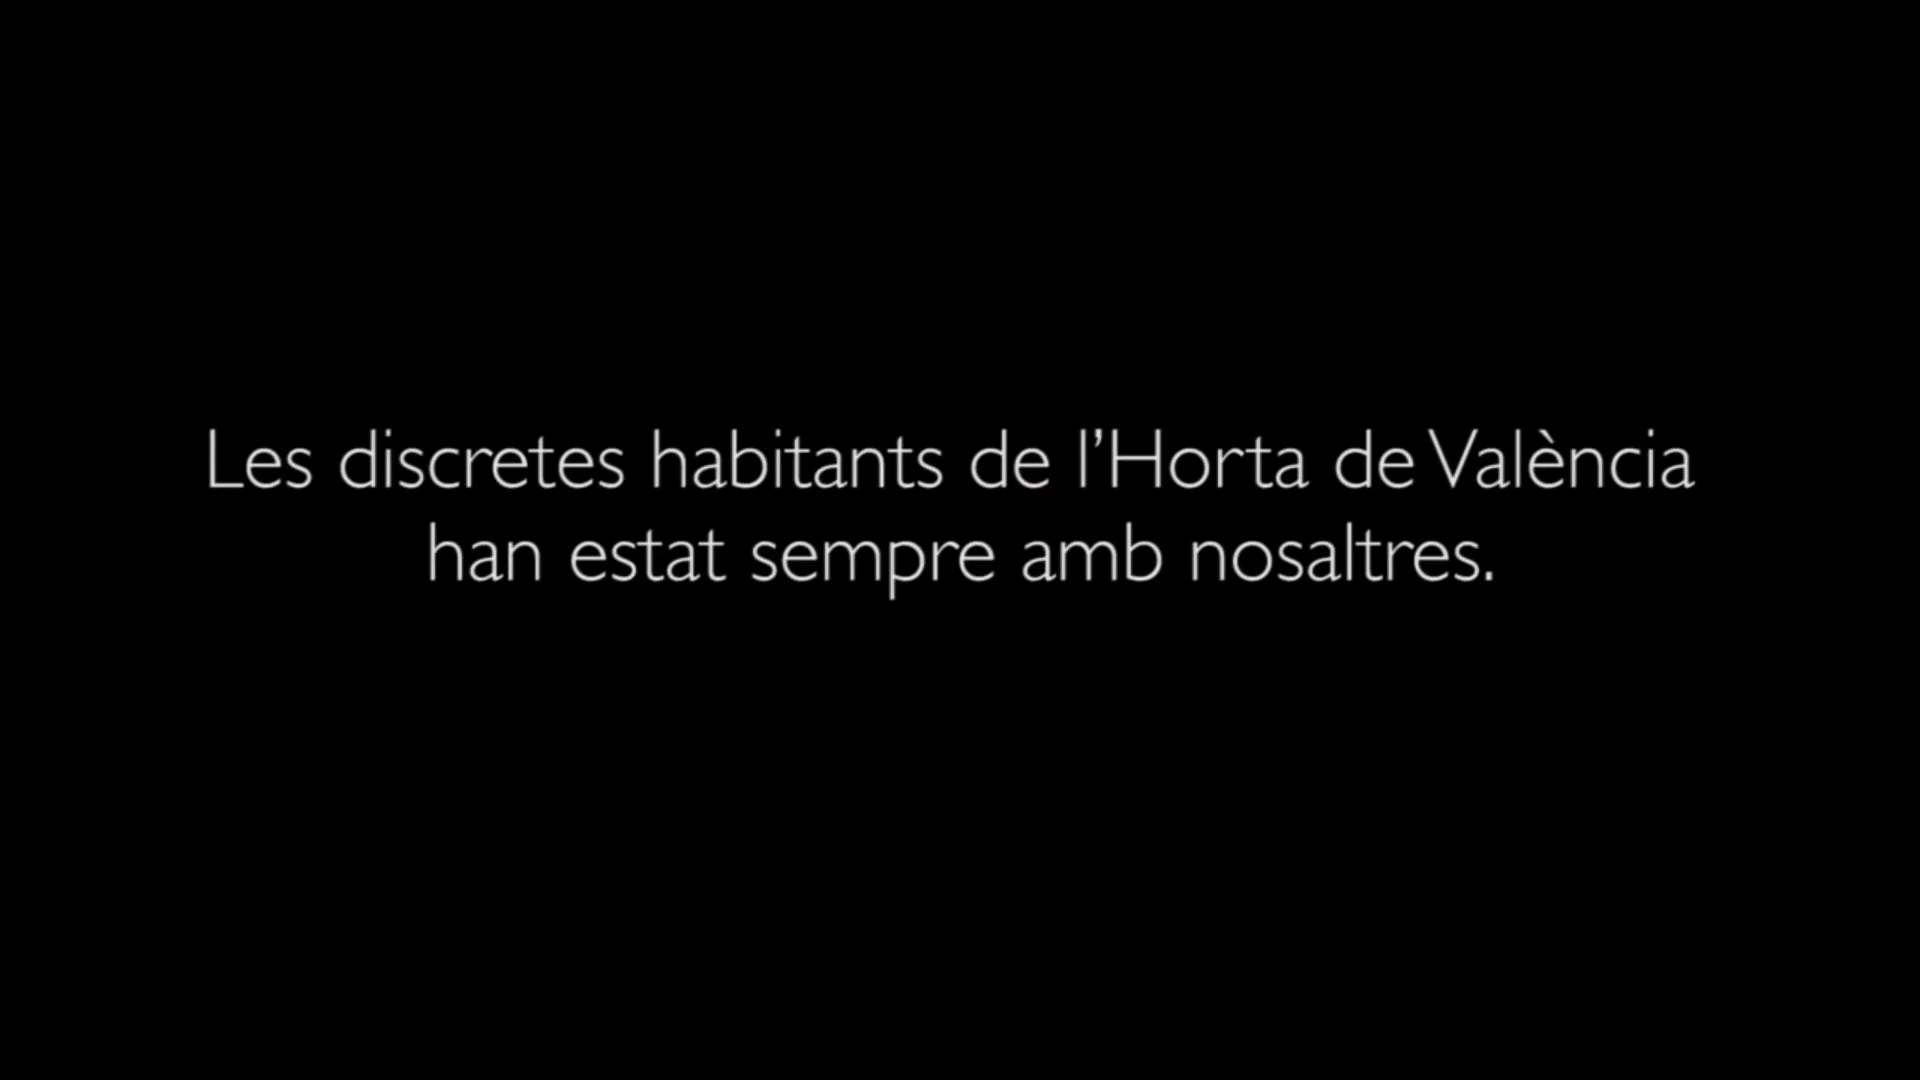 Les discretes habitants de l’Horta de València
han estat sempre amb nosaltres.